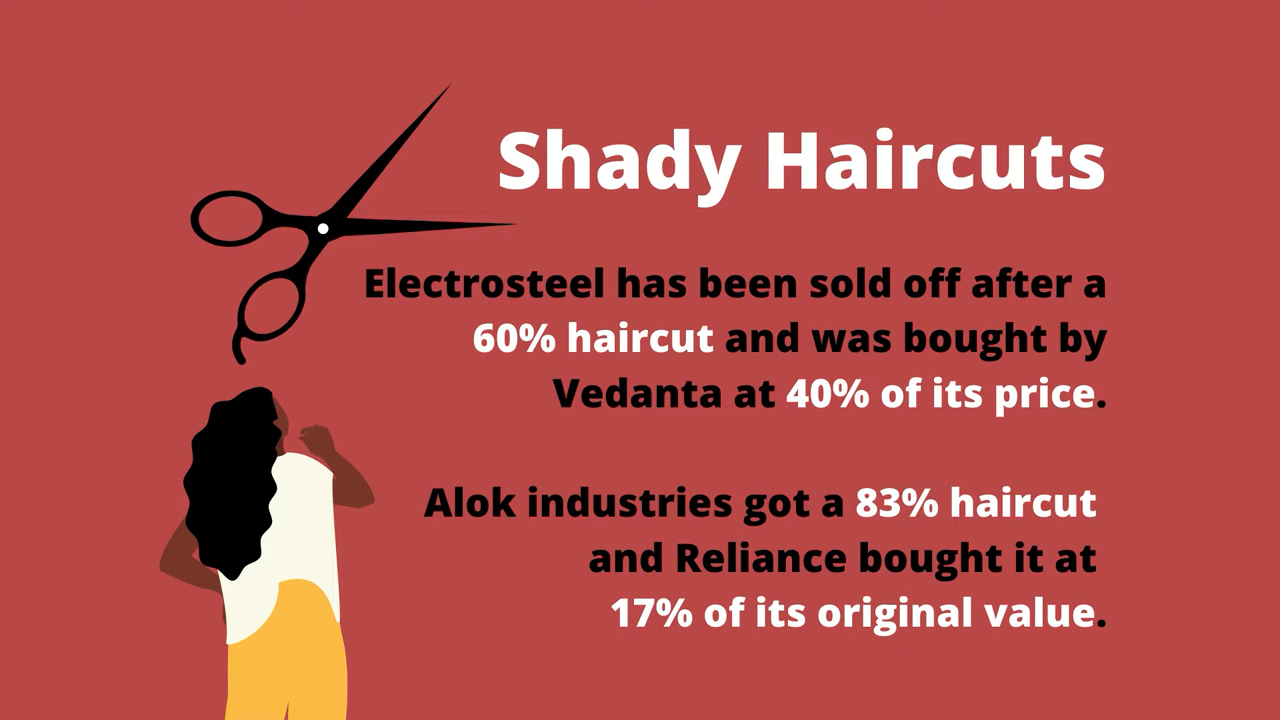 Shady Haircuts
Electrosteel has been sold off after a
60% haircut and was bought by
Vedanta at 40% of its price.
Alok industries got a 83% haircut
and Reliance bought it at
17% of its original value.